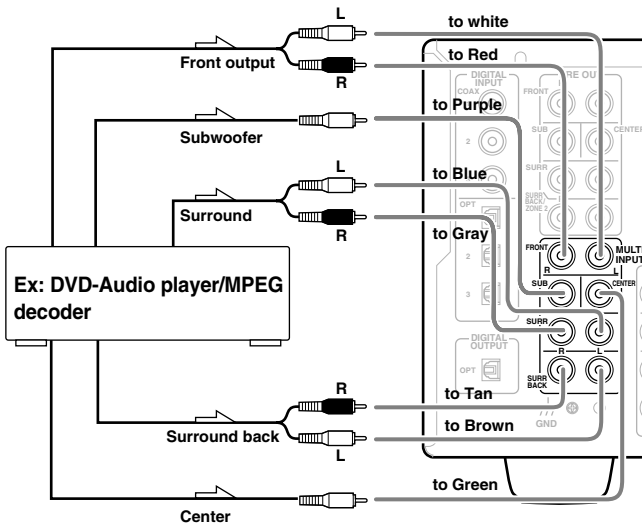 L
to white
Front output
to Red
R
DIGITAL
INPUT
COAX
PRE OUT
FRONT
to Purple
Subwoofer
2
SUB
CENTER
L
to Blue
SURR
Surround
OPT
SURR
BACK/
ZONE 2
R
to Gray
FRONT
MULTI
INPUT
R
L
2
Ex: DVD-Audio player/MPEG
decoder
SUB
CENTER
3
SURR
DIGITAL
OUTPUT
R
L
OPT
SURR
BACK
R
to Tan
GND
Surround back
to Brown
L
to Green
Center